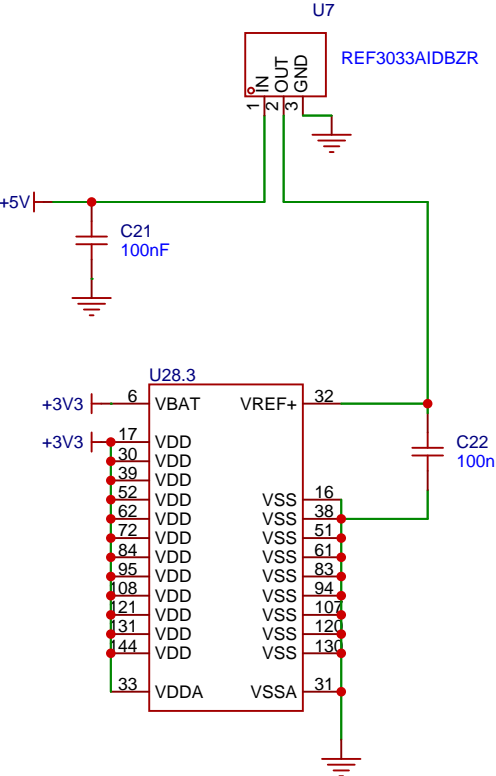 U7
REF3033AIDBZR
IN
OUT
GND
1
2
3
+5V
C21
100nF
U28.3
+3V3 6 VBAT VREF+ 32
+3V3 17 VDD
30 VDD
39 VDD
C22
100n
52 VDD VSS 16
62 VDD VSS 38
72 VDD VSS 51
84 VDD VSS 61
95 VDD VSS 83
108 VDD VSS 94
121 VDD VSS 107
131 VDD VSS 120
144 VDD VSS 130
33 VDDA VSSA 31